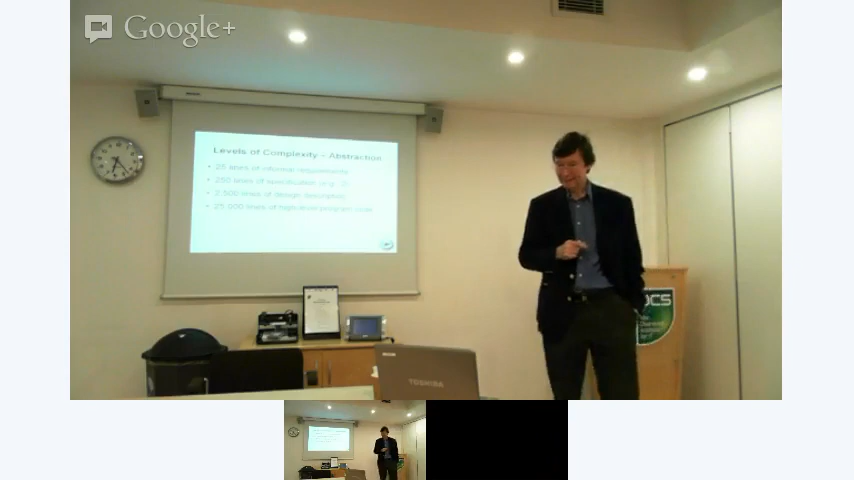 Google+
Levels of Complexity – Abstraction
• 25 lines of informal requirements
• 250 lines of specification (e.g., Z)
• 2,500 lines of design description
• 25,000 lines of high-level program code
TOSHIBA
BCS